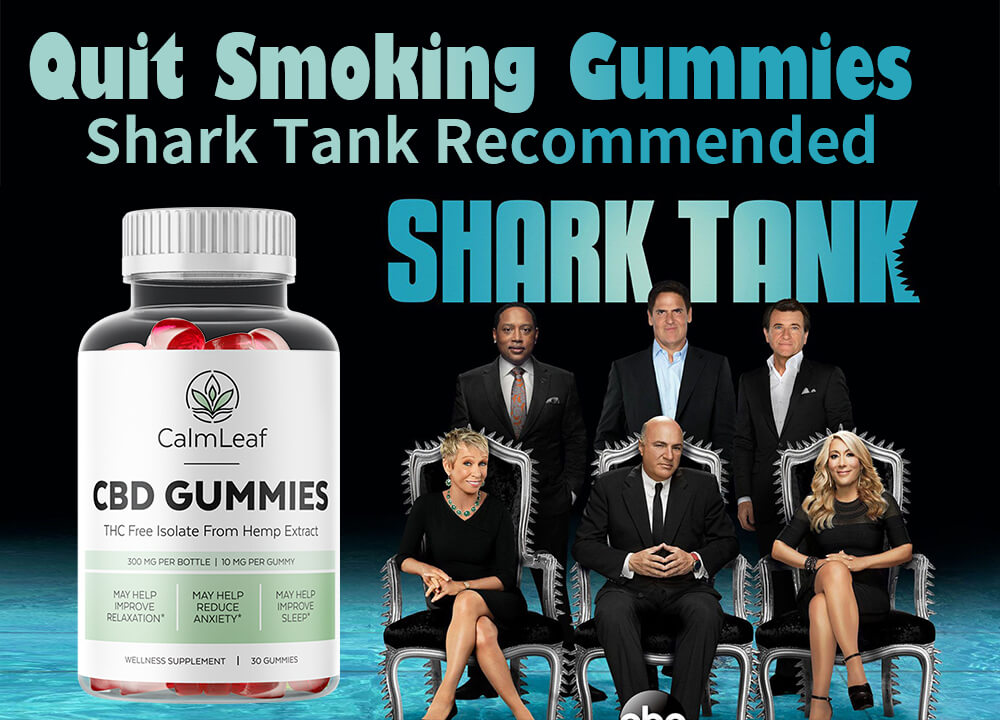 Quit Smoking Gummies
Shark Tank Recommended
SHARK TANK
CalmLeaf
CBD GUMMIES
THC Free Isolate From Hemp Extract
300 MG PER BOTTLE | 10 MG PER GUMMY
MAY HELP IMPROVE RELAXATION*
MAY HELP REDUCE ANXIETY*
MAY HELP IMPROVE SLEEP*
WELLNESS SUPPLEMENT | 30 GUMMIES
abc